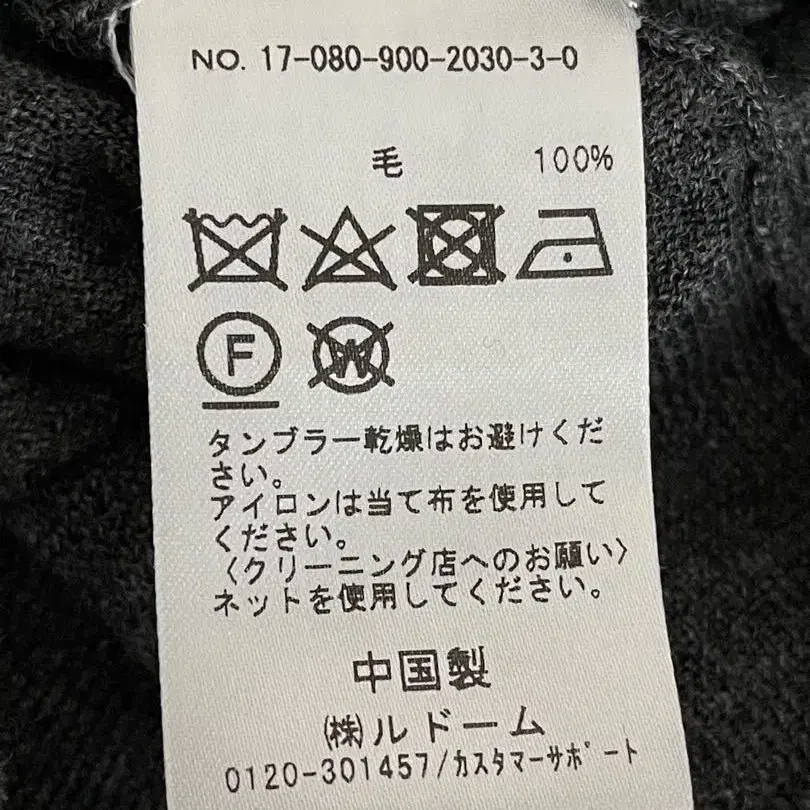 NO. 17-080-900-2030-3-0
毛 100%
F W
タンブラー乾燥はお避けくだ
さい。
アイロンは当て布を使用して
ください。
〈クリーニング店へのお願い〉
ネットを使用してください。
中国製
㈱ルドーム
0120-301457/カスタマーサポート